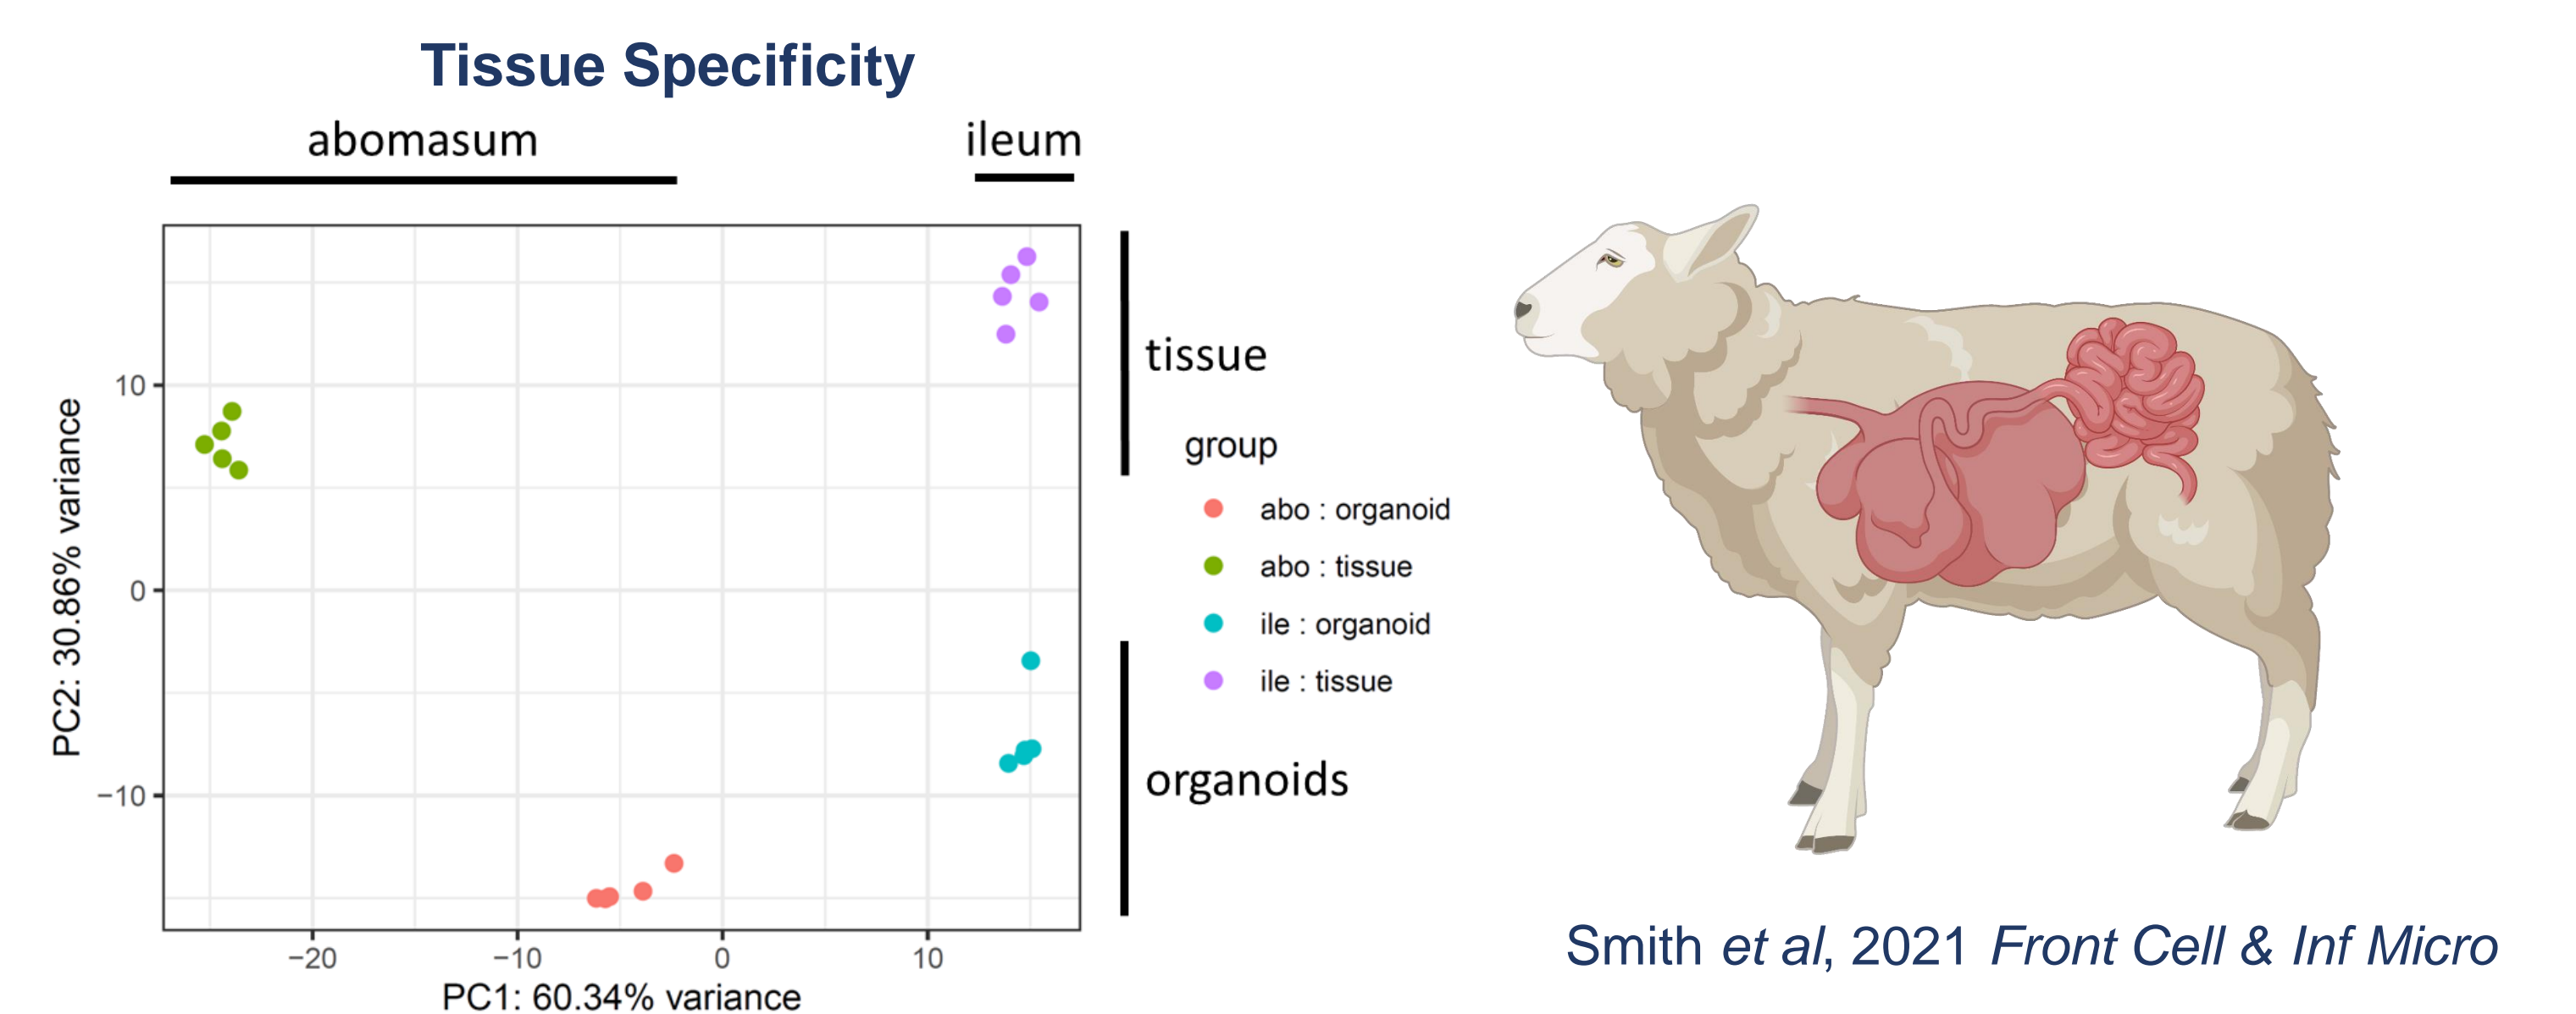 Tissue Specificity
abomasum
ileum
PC2: 30.86% variance
10
0
−10
−20
−10
0
10
PC1: 60.34% variance
tissue
group
abo : organoid
abo : tissue
ile : organoid
ile : tissue
organoids
Smith et al, 2021 Front Cell & Inf Micro